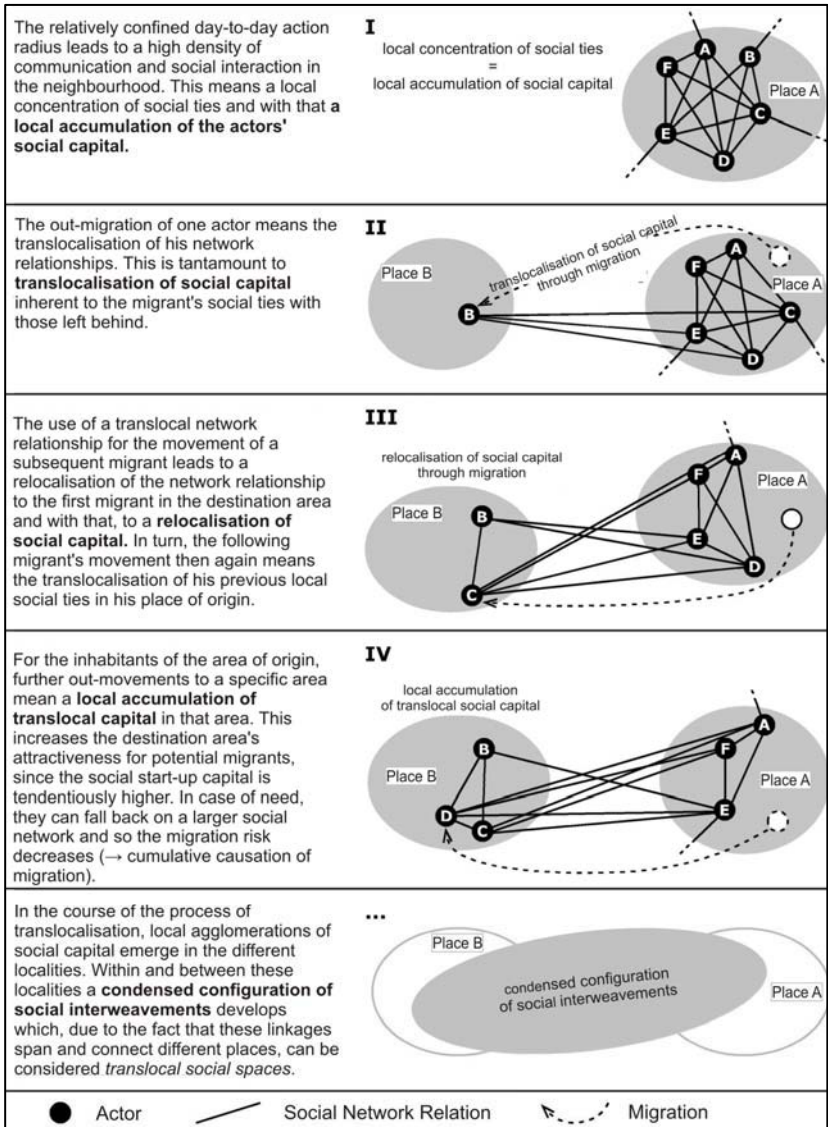 The relatively confined day-to-day action
radius leads to a high density of
communication and social interaction in
the neighbourhood. This means a local
concentration of social ties and with that a
local accumulation of the actors'
social capital.
I
local concentration of social ties
=
local accumulation of social capital
A
B
F
Place A
C
E
D
The out-migration of one actor means the
translocalisation of his network
relationships. This is tantamount to
translocalisation of social capital
inherent to the migrant's social ties with
those left behind.
II
Place B
translocalisation of social capital
through migration
A
F
Place A
B
C
E
D
The use of a translocal network
relationship for the movement of a
subsequent migrant leads to a
relocalisation of the network relationship
to the first migrant in the destination area
and with that, to a relocalisation of
social capital. In turn, the following
migrant's movement then again means
the translocalisation of his previous local
social ties in his place of origin.
III
relocalisation of social capital
through migration
A
F
Place A
Place B
B
E
D
C
For the inhabitants of the area of origin,
further out-movements to a specific area
mean a local accumulation of
translocal capital in that area. This
increases the destination area's
attractiveness for potential migrants,
since the social start-up capital is
tendentiously higher. In case of need,
they can fall back on a larger social
network and so the migration risk
decreases (→ cumulative causation of
migration).
IV
local accumulation
of translocal social capital
A
B
F
Place B
Place A
D
C
E
In the course of the process of
translocalisation, local agglomerations of
social capital emerge in the different
localities. Within and between these
localities a condensed configuration of
social interweavements develops
which, due to the fact that these linkages
span and connect different places, can be
considered translocal social spaces.
...
Place B
condensed configuration
of social interweavements
Place A
Actor
Social Network Relation
Migration